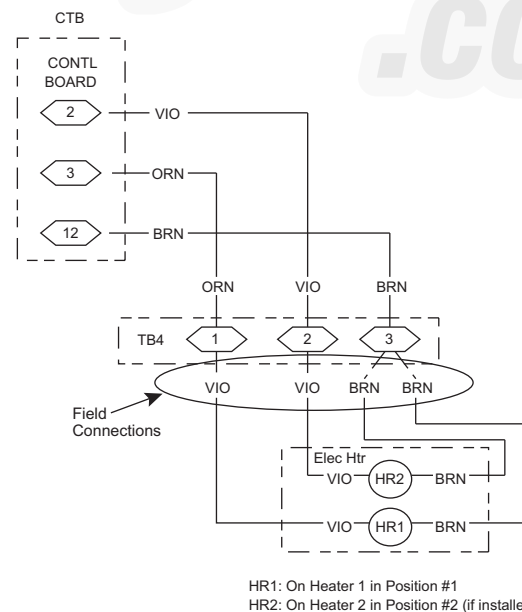 .co
CTB
CONTL
BOARD
2 VIO
3 ORN
12 BRN
ORN VIO BRN
TB4 1 2 3
VIO VIO BRN BRN
Field
Connections
Elec Htr
VIO HR2 BRN
VIO HR1 BRN
HR1: On Heater 1 in Position #1
HR2: On Heater 2 in Position #2 (if installe